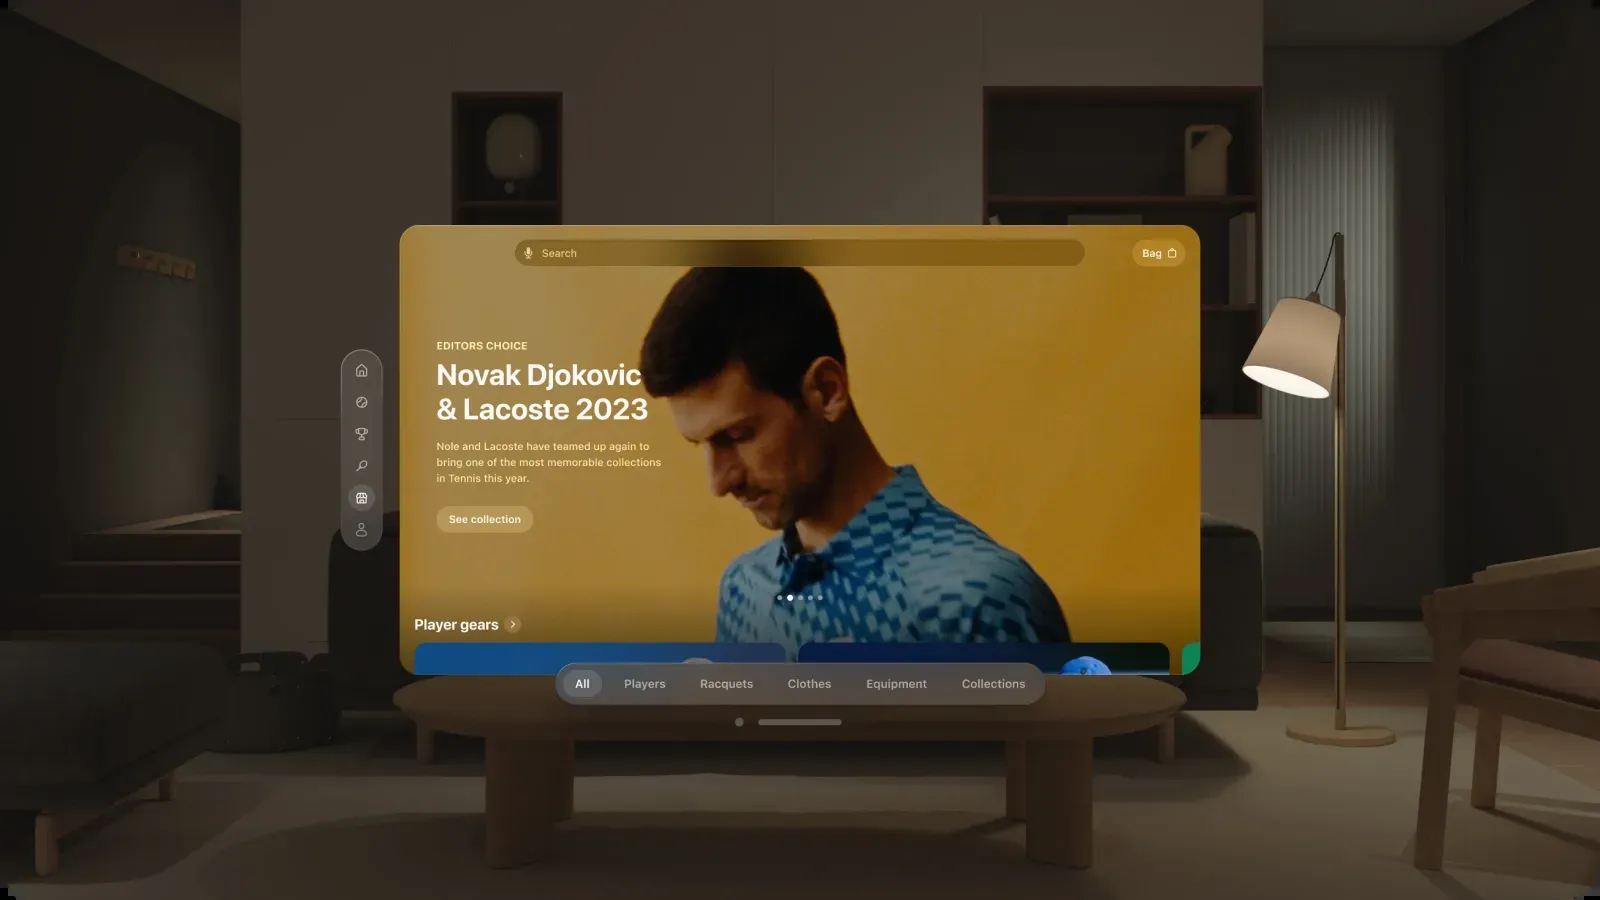 Search
Bag
EDITORS CHOICE
Novak Djokovic
& Lacoste 2023
Nole and Lacoste have teamed up again to
bring one of the most memorable collections
in Tennis this year.
See collection
Player gears
All
Players
Racquets
Clothes
Equipment
Collections